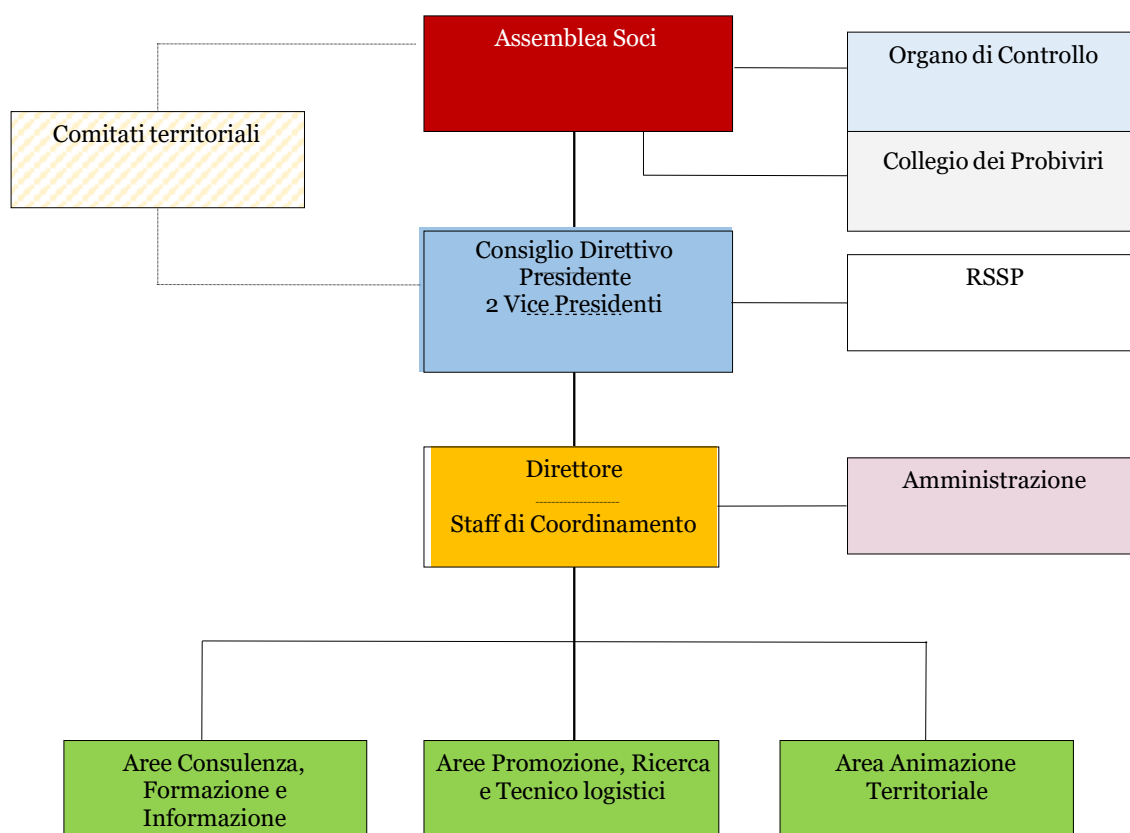 Assemblea Soci
Organo di Controllo
Comitati territoriali
Collegio dei Probiviri
Consiglio Direttivo
Presidente
2 Vice Presidenti
RSSP
Direttore
Staff di Coordinamento
Amministrazione
Aree Consulenza,
Formazione e
Informazione
Aree Promozione, Ricerca
e Tecnico logistici
Area Animazione
Territoriale